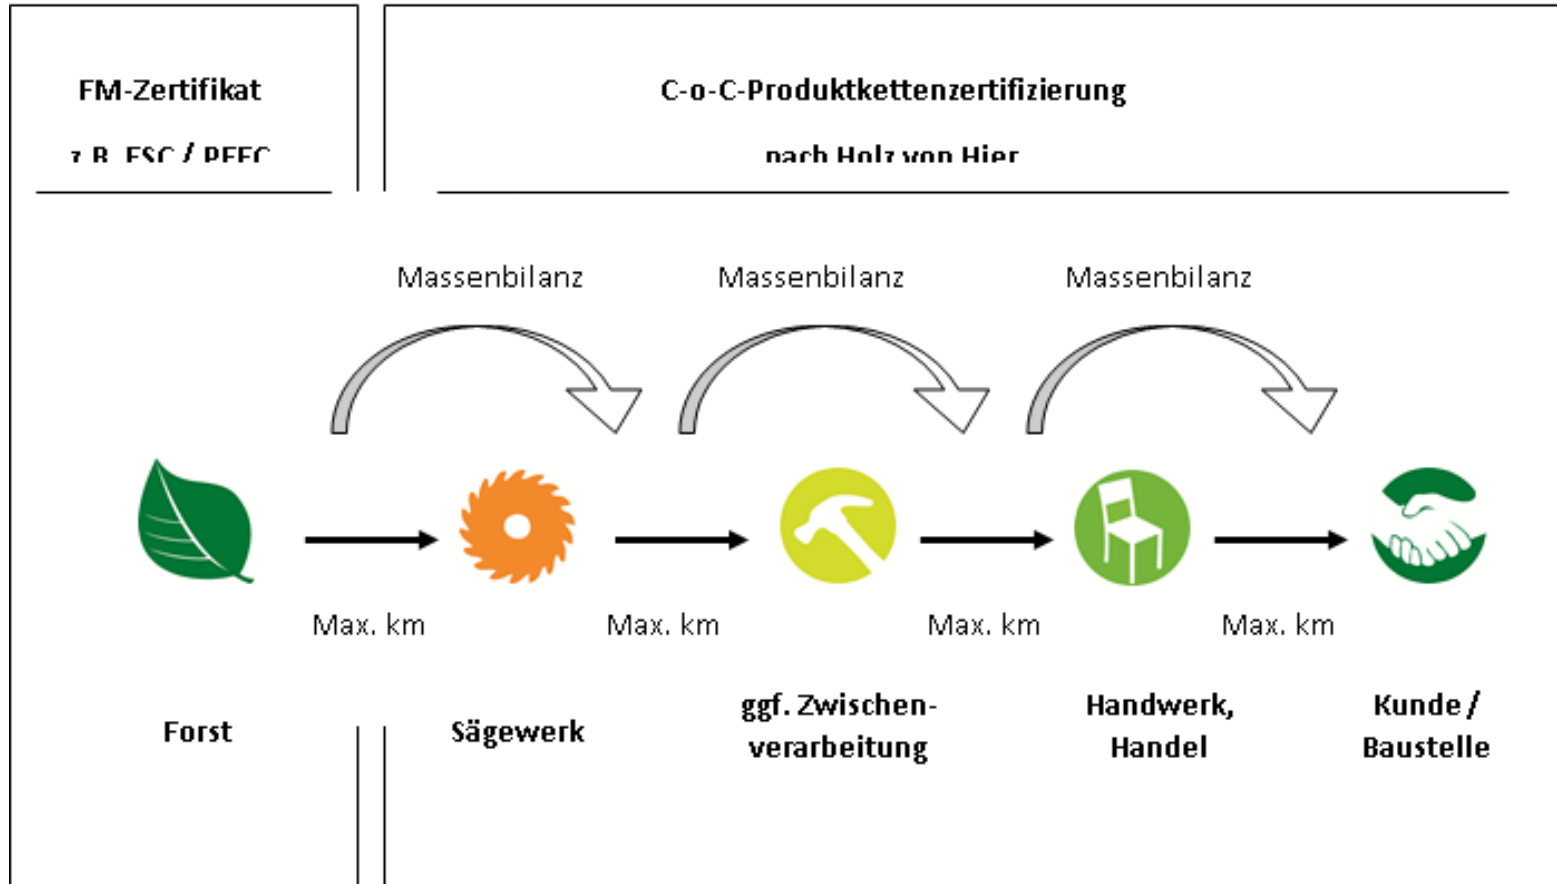 FM-Zertifikat
z.B. FSC / PEFC
C-o-C-Produktkettenzertifizierung
nach Holz von Hier
Massenbilanz
Massenbilanz
Massenbilanz
Max. km
Max. km
Max. km
Max. km
Forst
Sägewerk
ggf. Zwischen-
verarbeitung
Handwerk,
Handel
Kunde /
Baustelle